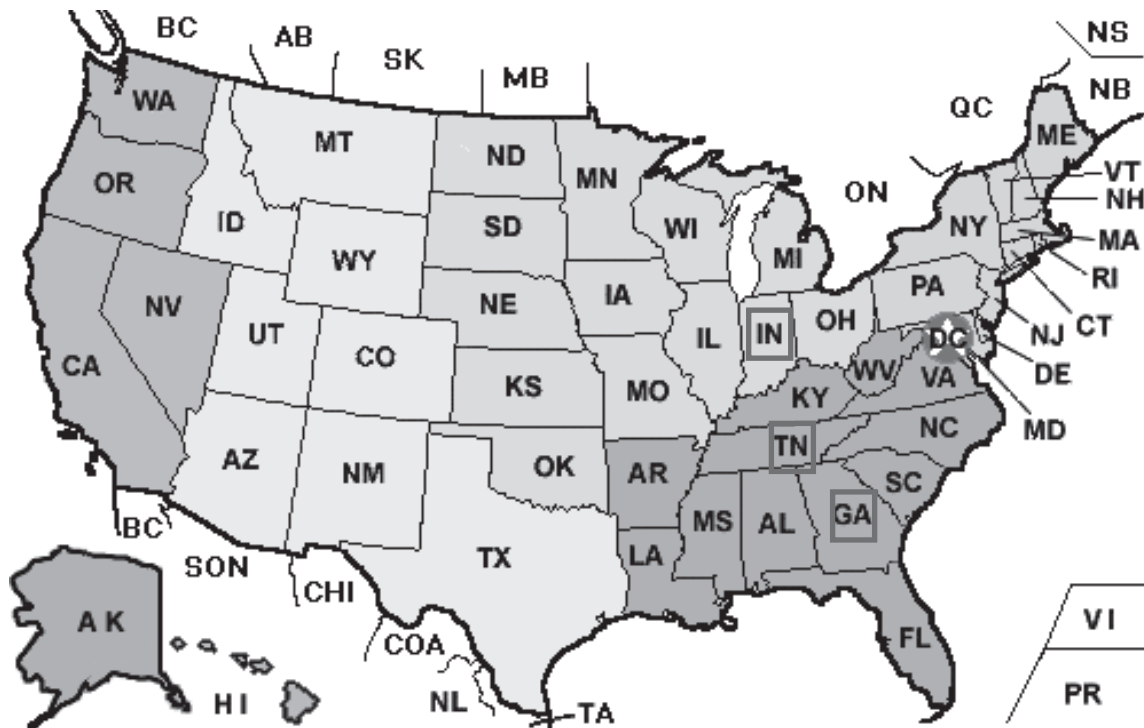 BC
AB
SK
MB
NS
QC
NB
ON
WA
MT
ND
MN
ME
VT
OR
ID
SD
WI
MI
NY
NH
MA
RI
WY
NE
IA
PA
CT
NV
UT
CO
IL
IN
OH
NJ
DC
DE
CA
KS
MO
KY
WV
VA
MD
AZ
NM
OK
AR
TN
NC
SC
MS
AL
GA
BC
SON
CHI
TX
LA
FL
AK
HI
COA
NL
TA
VI
PR